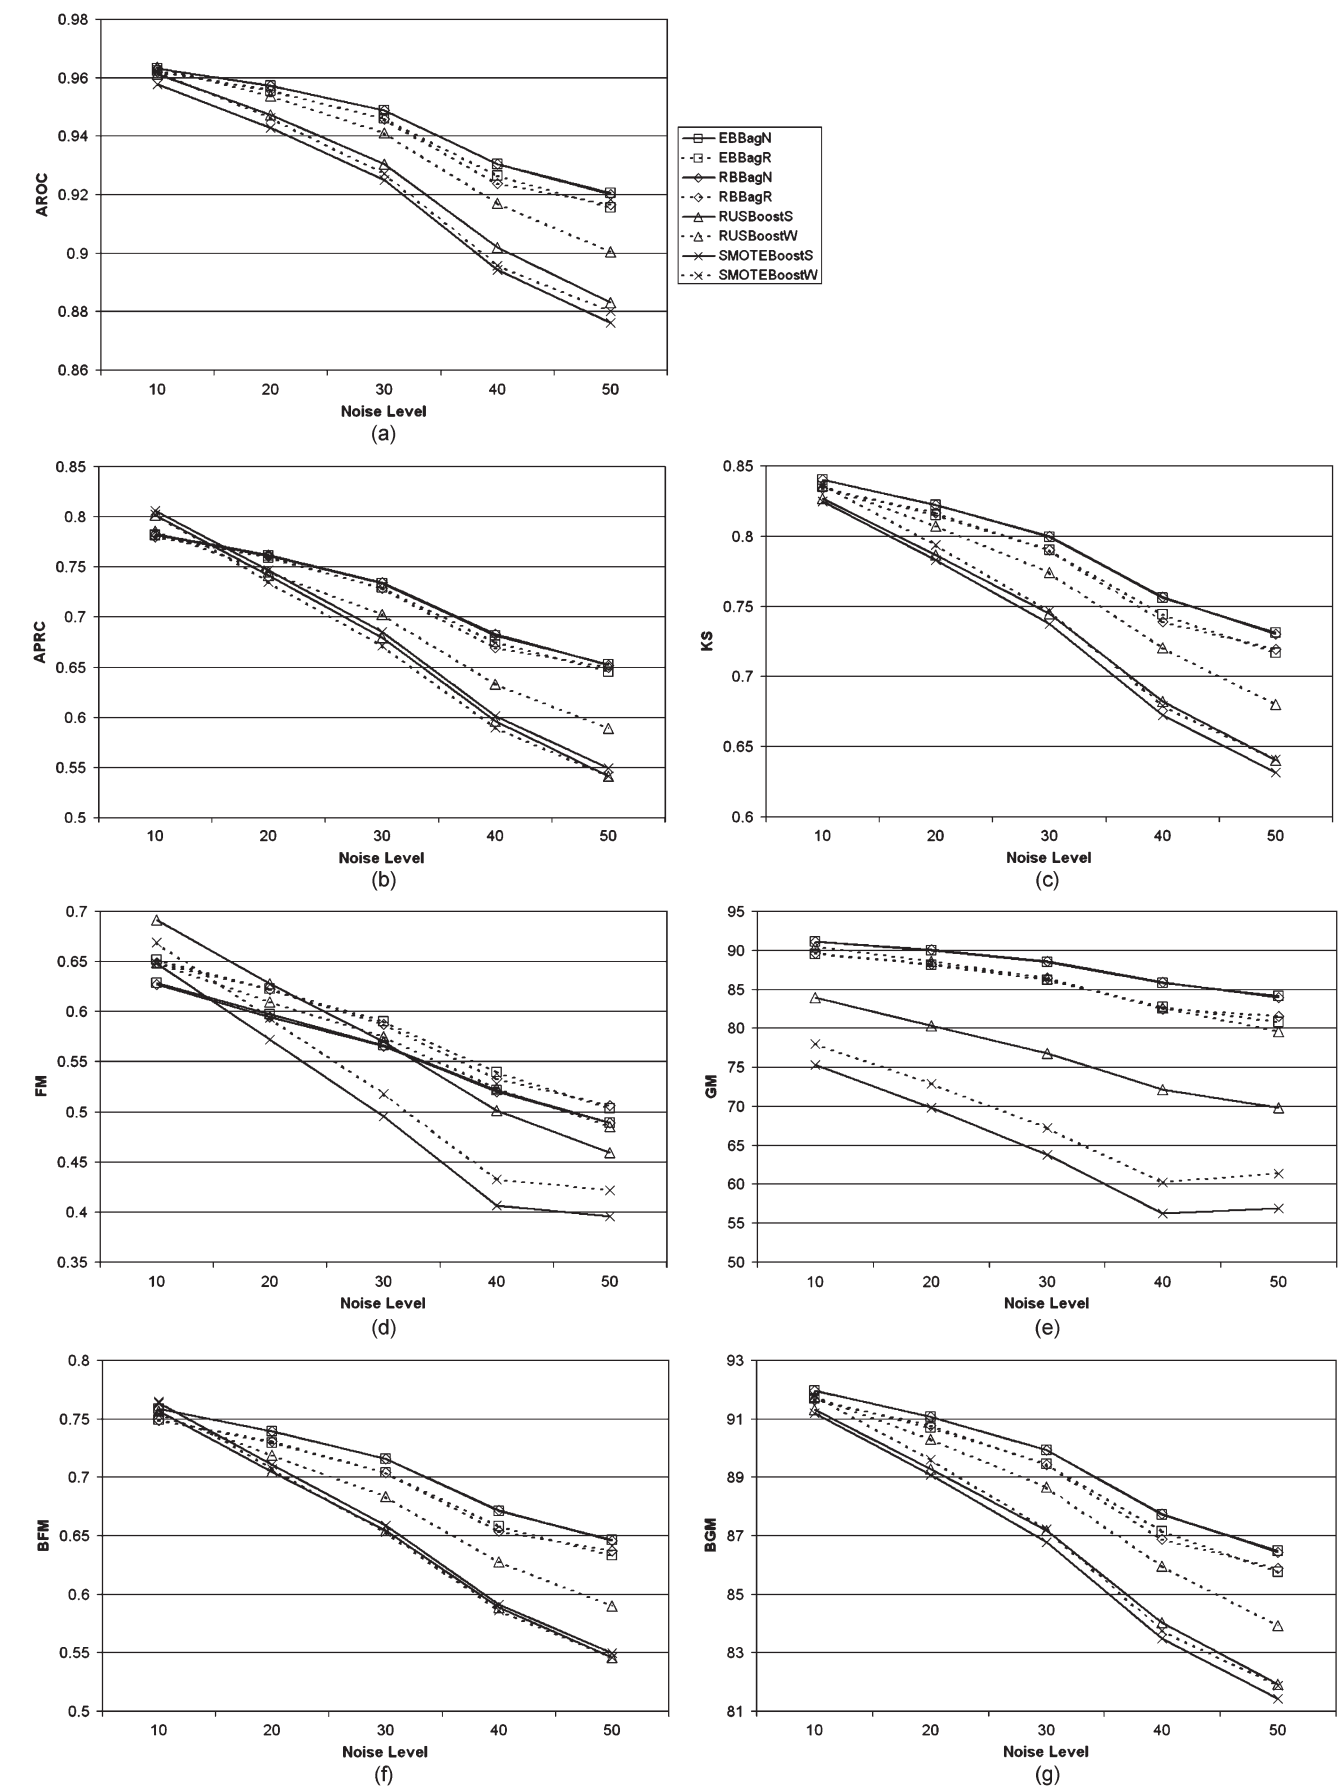 0.98
0.96
0.94
0.92
0.9
0.88
0.86
AROC
10 20 30 40 50
Noise Level
(a)
EBBagN
EBBagR
RBBagN
RBBagR
RUSBoostS
RUSBoostW
SMOTEBoostS
SMOTEBoostW
0.85
0.8
0.75
0.7
0.65
0.6
0.55
0.5
APRC
10 20 30 40 50
Noise Level
(b)
0.85
0.8
0.75
0.7
0.65
0.6
KS
10 20 30 40 50
Noise Level
(c)
0.7
0.65
0.6
0.55
0.5
0.45
0.4
0.35
FM
10 20 30 40 50
Noise Level
(d)
95
90
85
80
75
70
65
60
55
50
GM
10 20 30 40 50
Noise Level
(e)
0.8
0.75
0.7
0.65
0.6
0.55
0.5
BFM
10 20 30 40 50
Noise Level
(f)
93
91
89
87
85
83
81
BGM
10 20 30 40 50
Noise Level
(g)